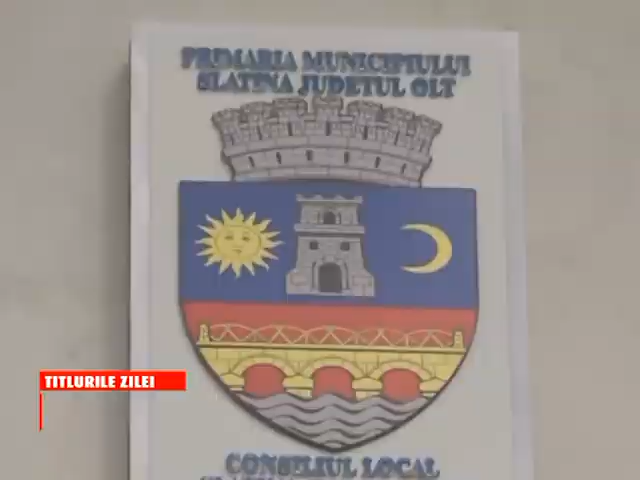 PRIMARIA MUNICIPIULUI
SLATINA JUDETUL OLT
TITLURILE ZILEI
CONSILIUL LOCAL